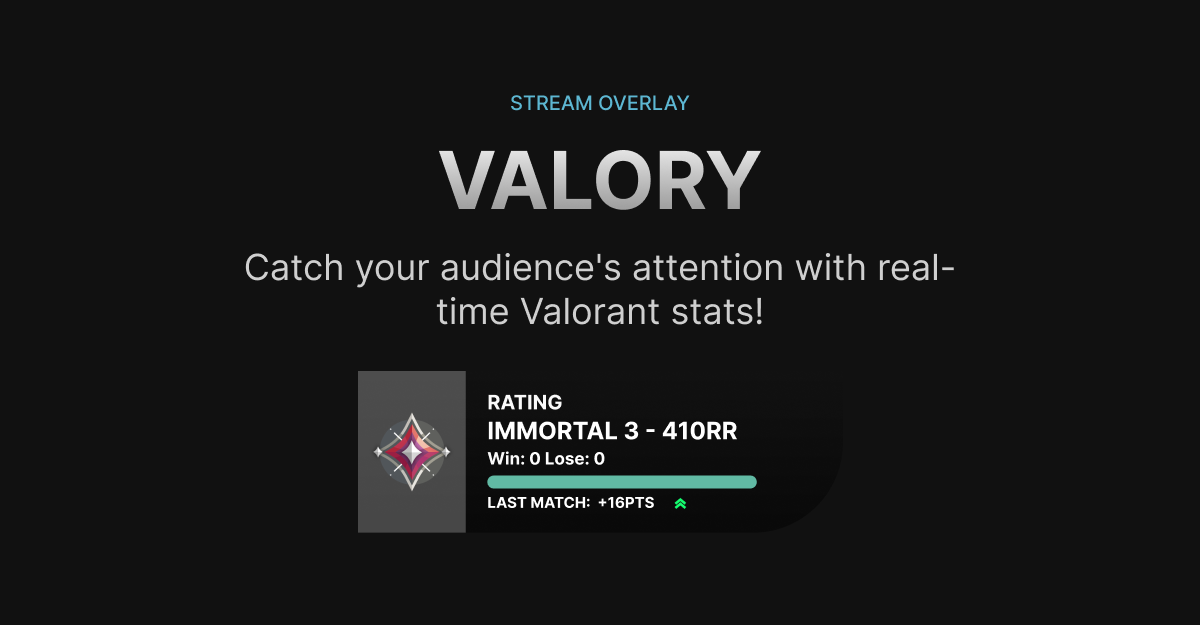 STREAM OVERLAY
VALORY
Catch your audience's attention with real-
time Valorant stats!
RATING
IMMORTAL 3 - 410RR
Win: 0 Lose: 0
LAST MATCH: +16PTS